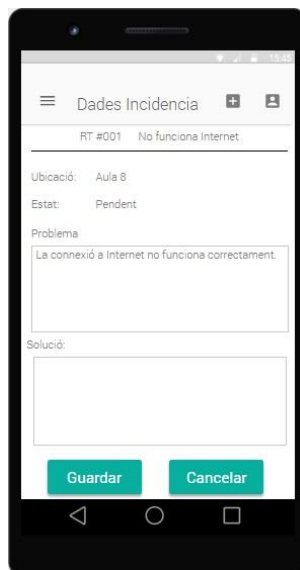 15:45
Dades Incidencia
RT #001 No funciona Internet
Ubicació: Aula 8
Estat: Pendent
Problema
La connexió a Internet no funciona correctament.
Solució:
Guardar Cancelar